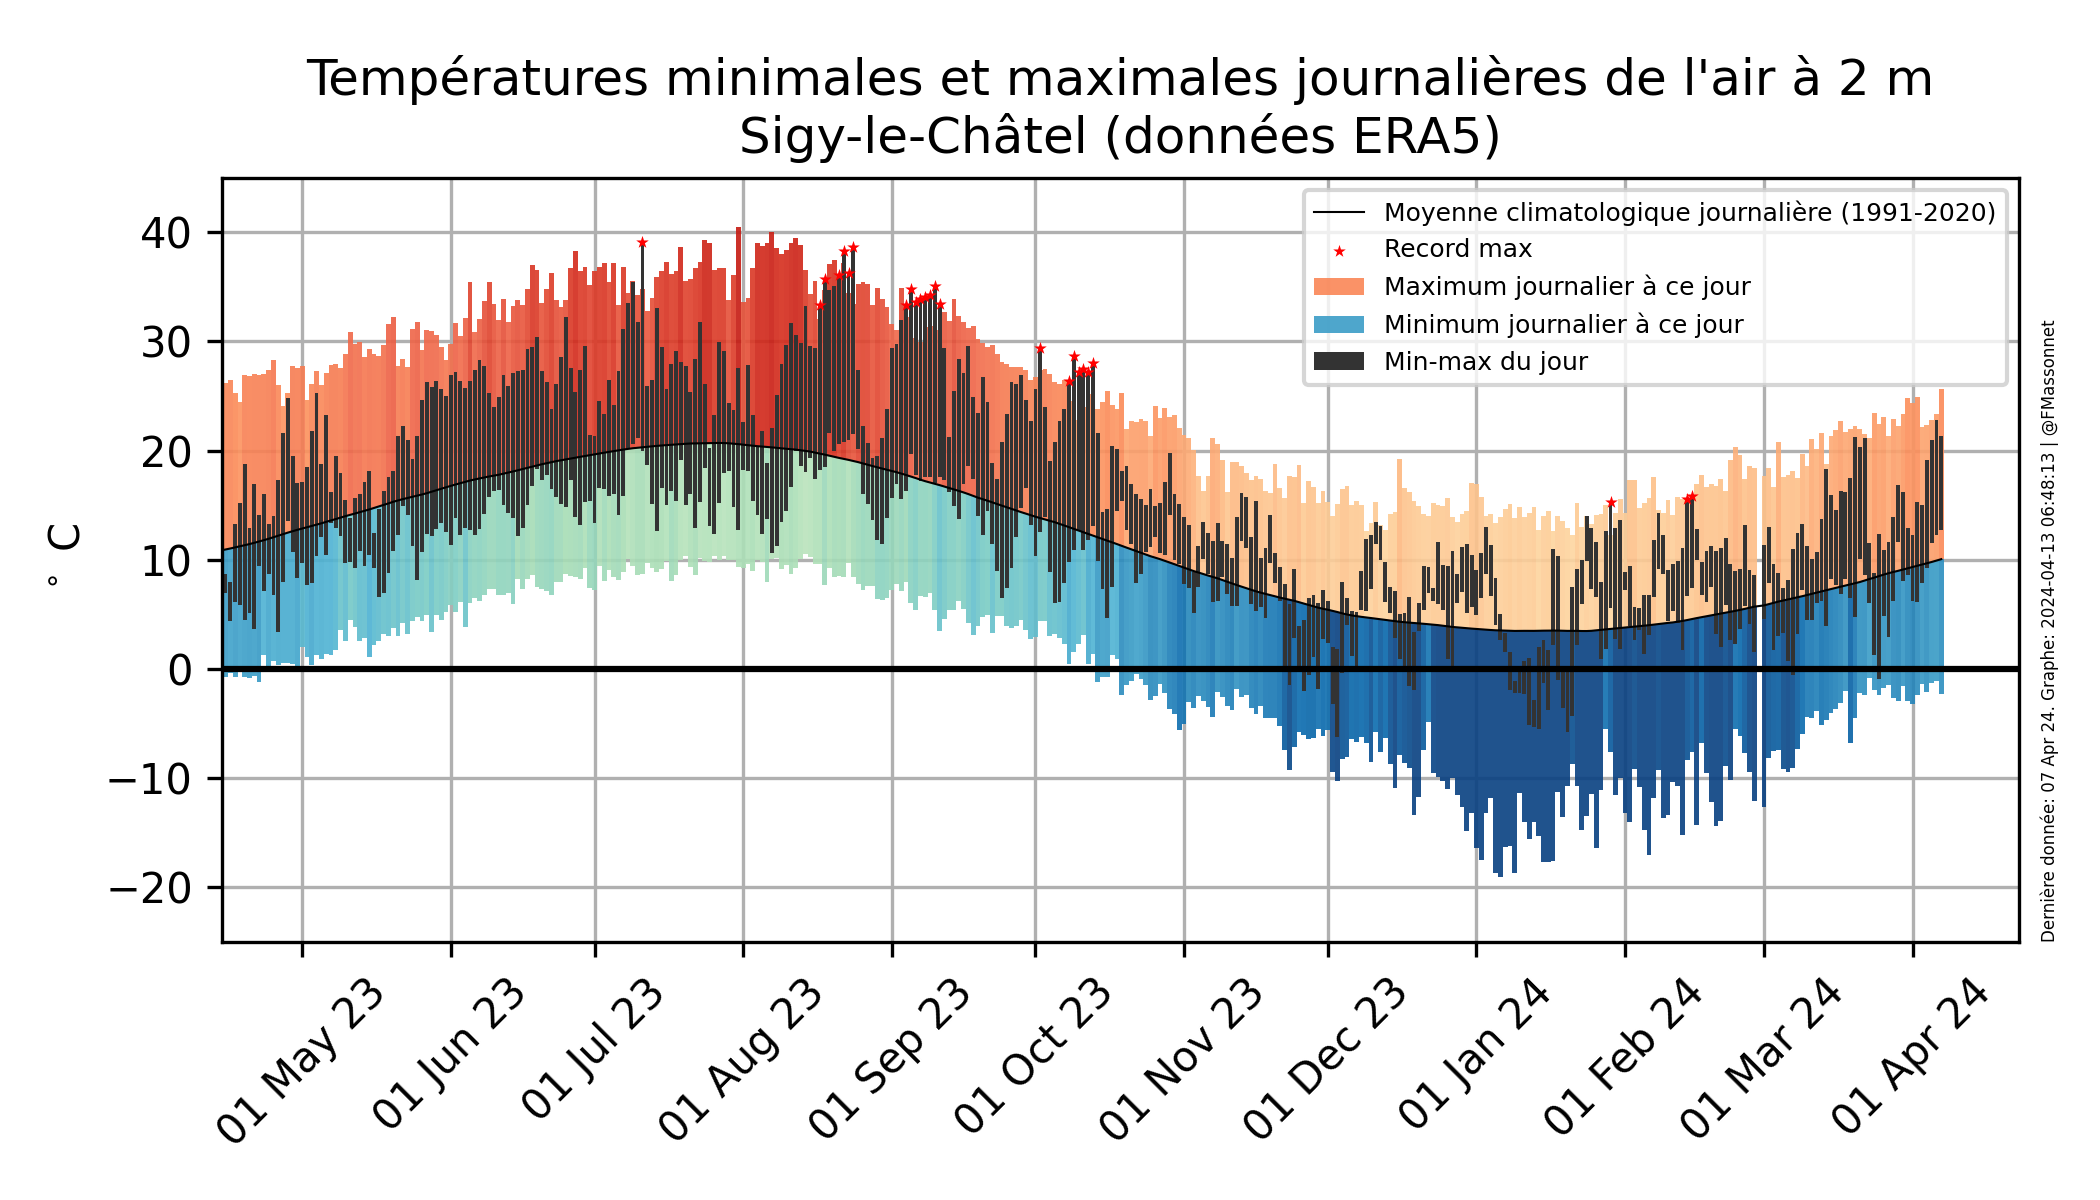 Températures minimales et maximales journalières de l'air à 2 m
Sigy-le-Châtel (données ERA5)
Moyenne climatologique journalière (1991-2020)
Record max
Maximum journalier à ce jour
Minimum journalier à ce jour
Min-max du jour
° C
40
30
20
10
0
−10
−20
01 May 23
01 Jun 23
01 Jul 23
01 Aug 23
01 Sep 23
01 Oct 23
01 Nov 23
01 Dec 23
01 Jan 24
01 Feb 24
01 Mar 24
01 Apr 24
Dernière donnée: 07 Apr 24. Graphe: 2024-04-13 06:48:13 | @FMassonnet